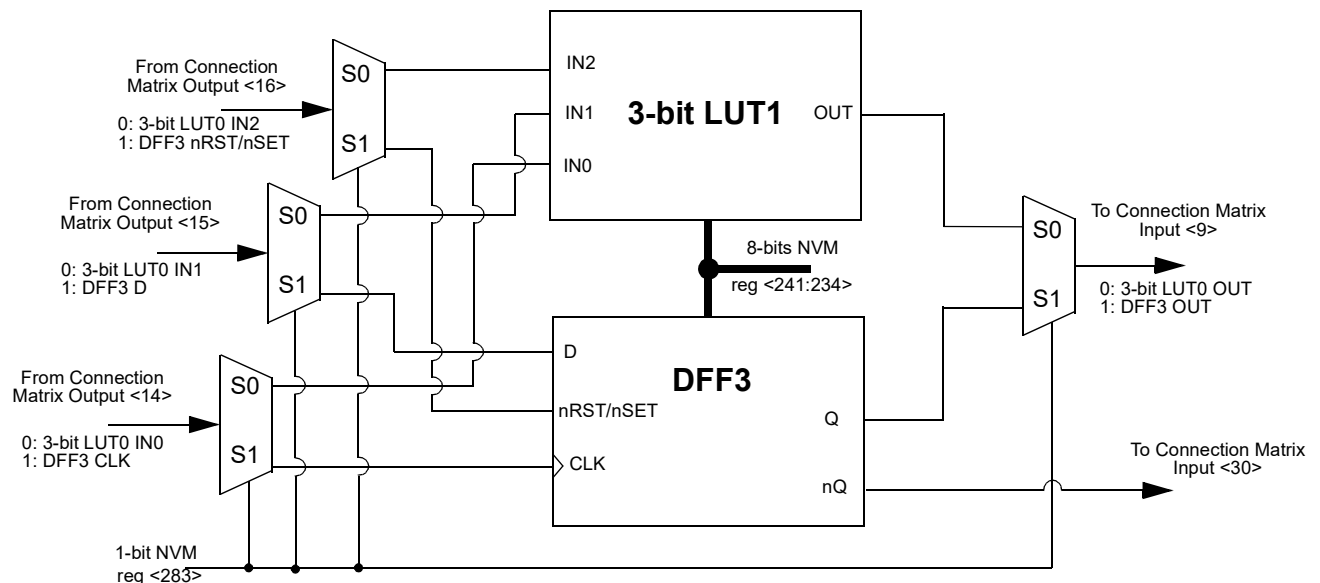 From Connection
Matrix Output <16>
0: 3-bit LUT0 IN2
1: DFF3 nRST/nSET
S0
S1
From Connection
Matrix Output <15>
0: 3-bit LUT0 IN1
1: DFF3 D
S0
S1
From Connection
Matrix Output <14>
0: 3-bit LUT0 IN0
1: DFF3 CLK
S0
S1
1-bit NVM
reg <283>
IN2
IN1
IN0
3-bit LUT1
OUT
8-bits NVM
reg <241:234>
D
nRST/nSET
CLK
DFF3
Q
nQ
S0
S1
To Connection Matrix
Input <9>
0: 3-bit LUT0 OUT
1: DFF3 OUT
To Connection Matrix
Input <30>